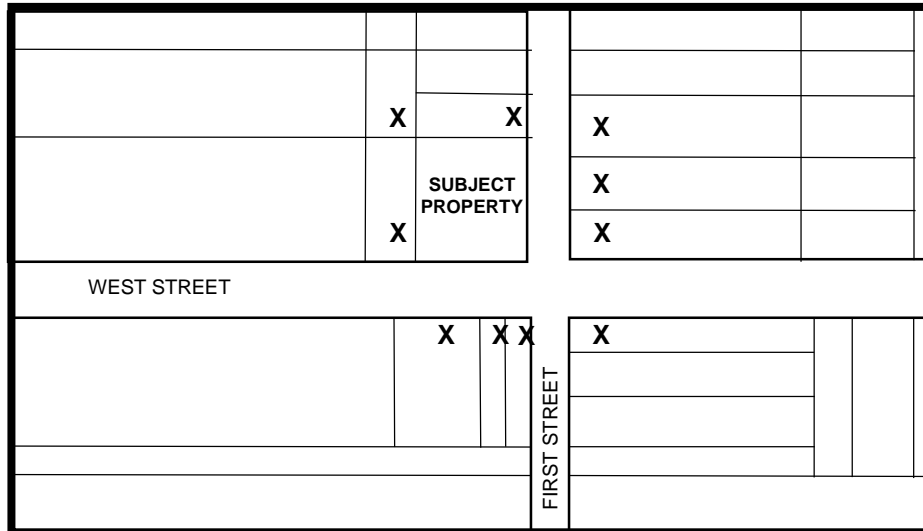 X X X
SUBJECT
PROPERTY
X
X X
WEST STREET
X X X X
FIRST STREET